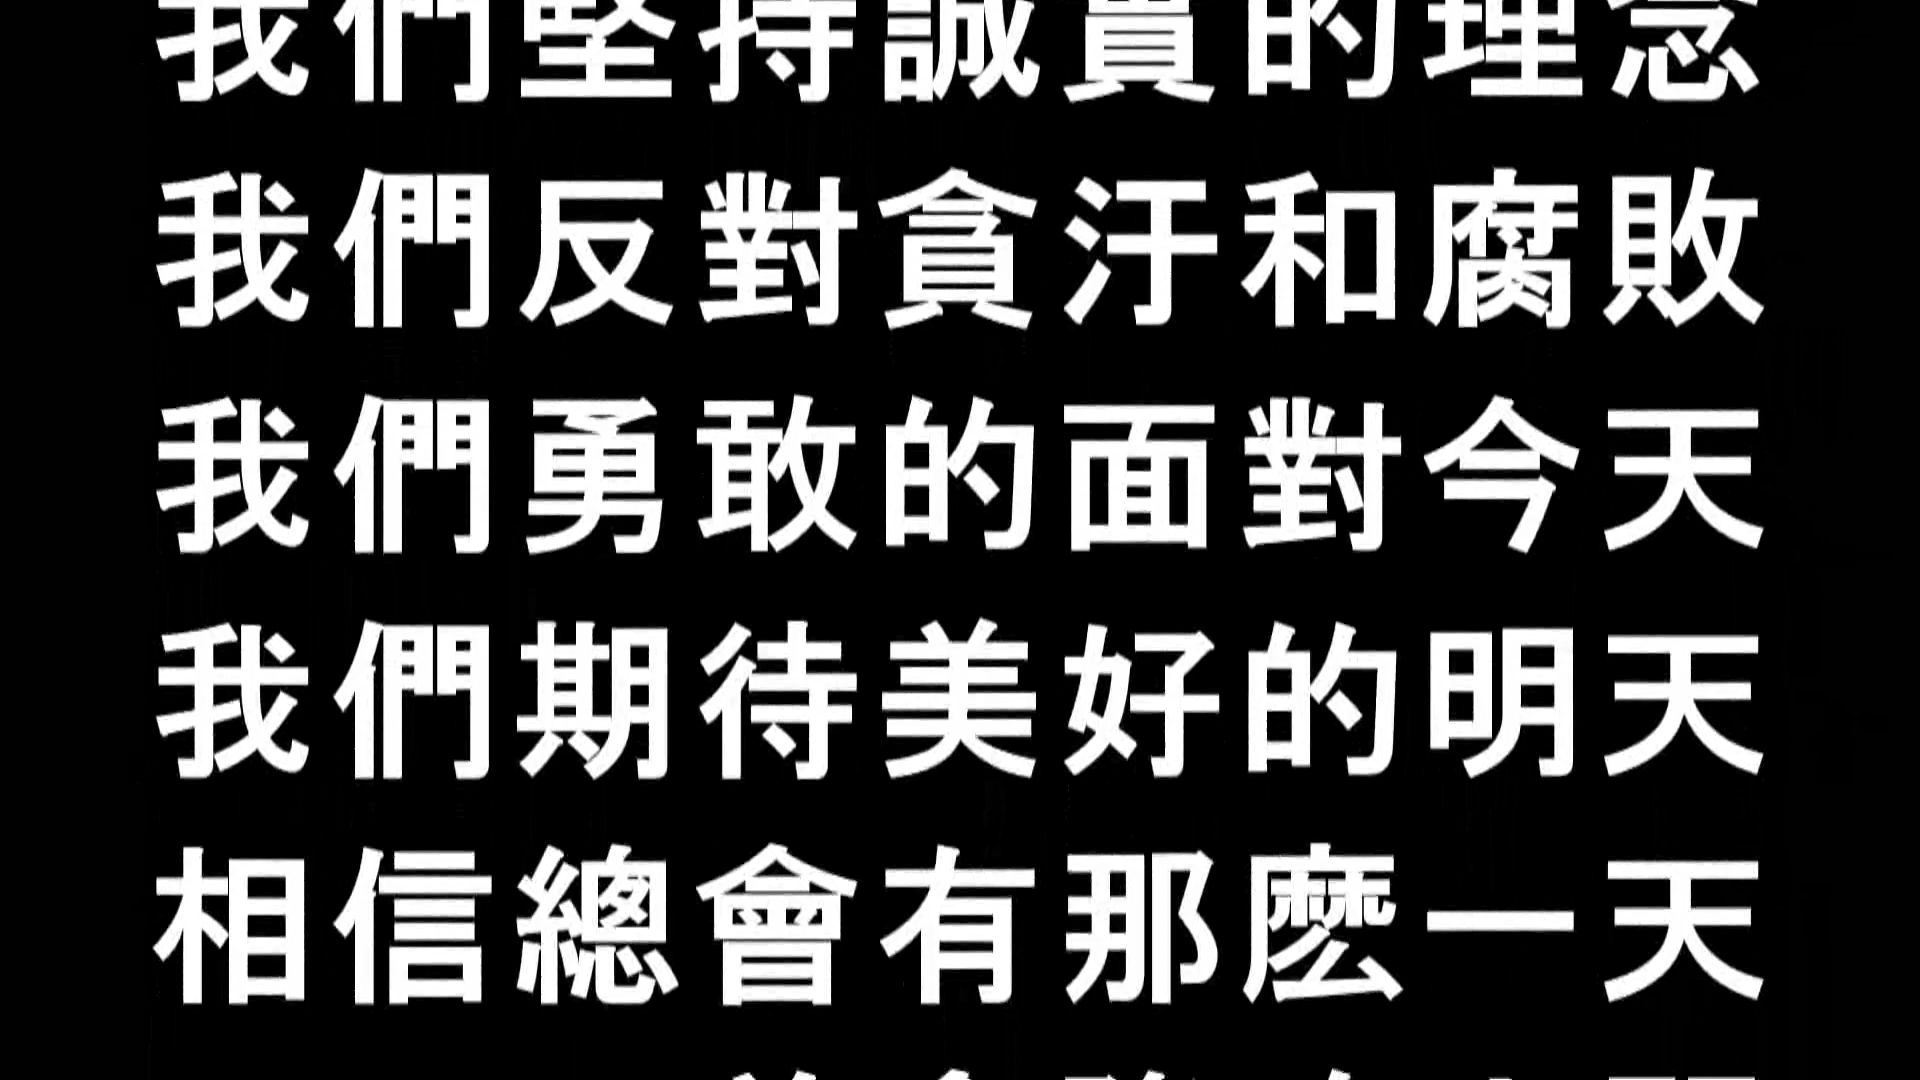 我們堅持誠實的理念
我們反對貪汙和腐敗
我們勇敢的面對今天
我們期待美好的明天
相信總會有那麽一天